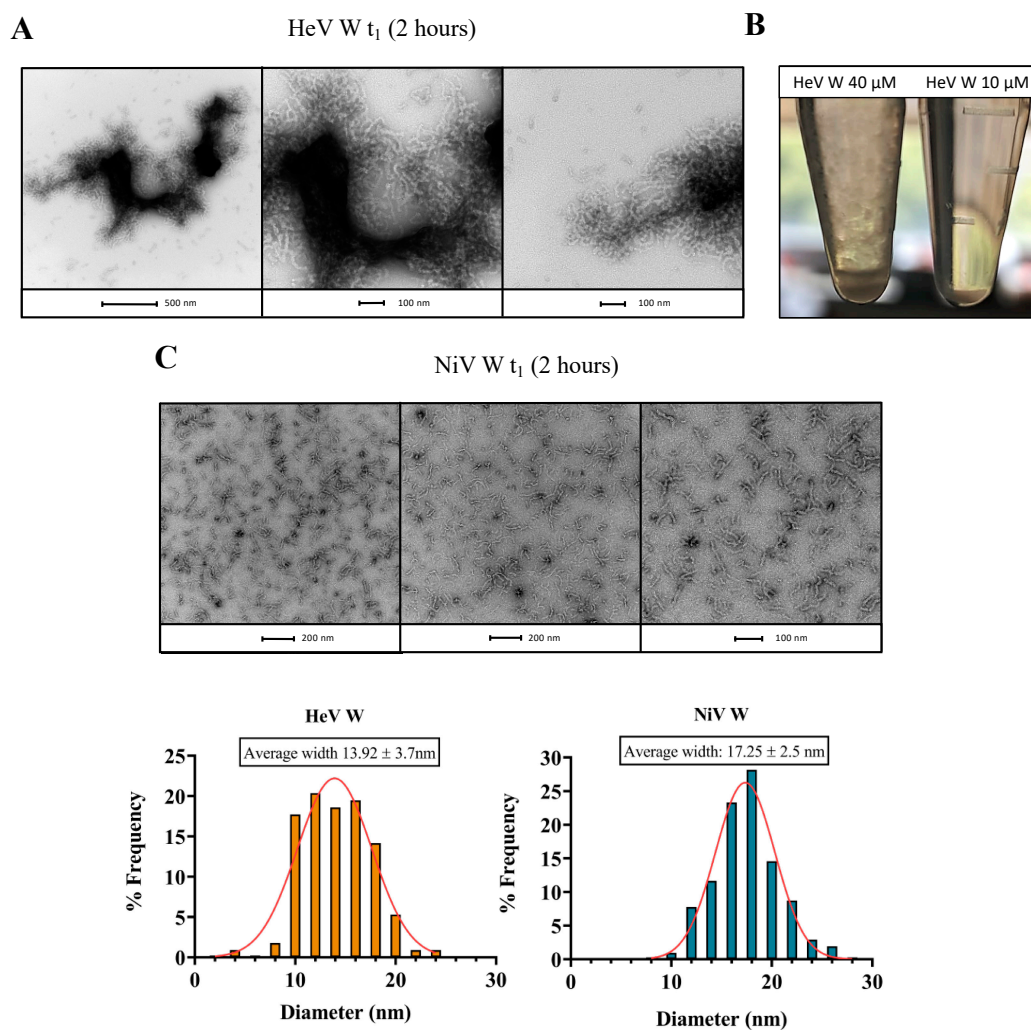 A
HeV W t₁ (2 hours)
B
HeV W 40 µM
HeV W 10 µM
500 nm
100 nm
100 nm
C
NiV W t₁ (2 hours)
200 nm
200 nm
100 nm
HeV W
Average width 13.92 ± 3.7nm
25
20
15
10
5
0
% Frequency
0
10
20
30
Diameter (nm)
NiV W
Average width: 17.25 ± 2.5 nm
30
25
20
15
10
5
0
% Frequency
0
10
20
30
Diameter (nm)